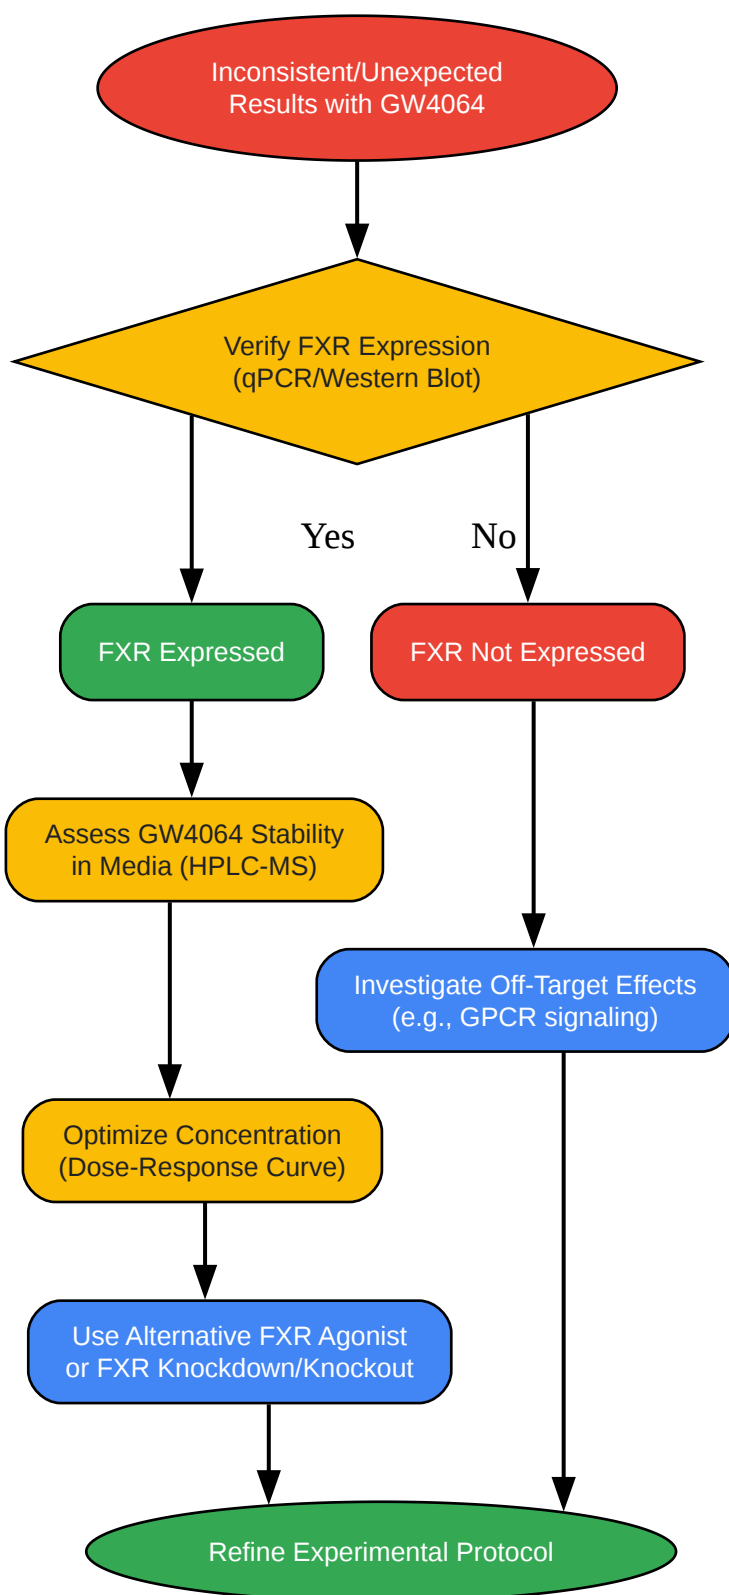 Inconsistent/Unexpected
Results with GW4064
Verify FXR Expression
(qPCR/Western Blot)
Yes
No
FXR Expressed
FXR Not Expressed
Assess GW4064 Stability
in Media (HPLC-MS)
Investigate Off-Target Effects
(e.g., GPCR signaling)
Optimize Concentration
(Dose-Response Curve)
Use Alternative FXR Agonist
or FXR Knockdown/Knockout
Refine Experimental Protocol